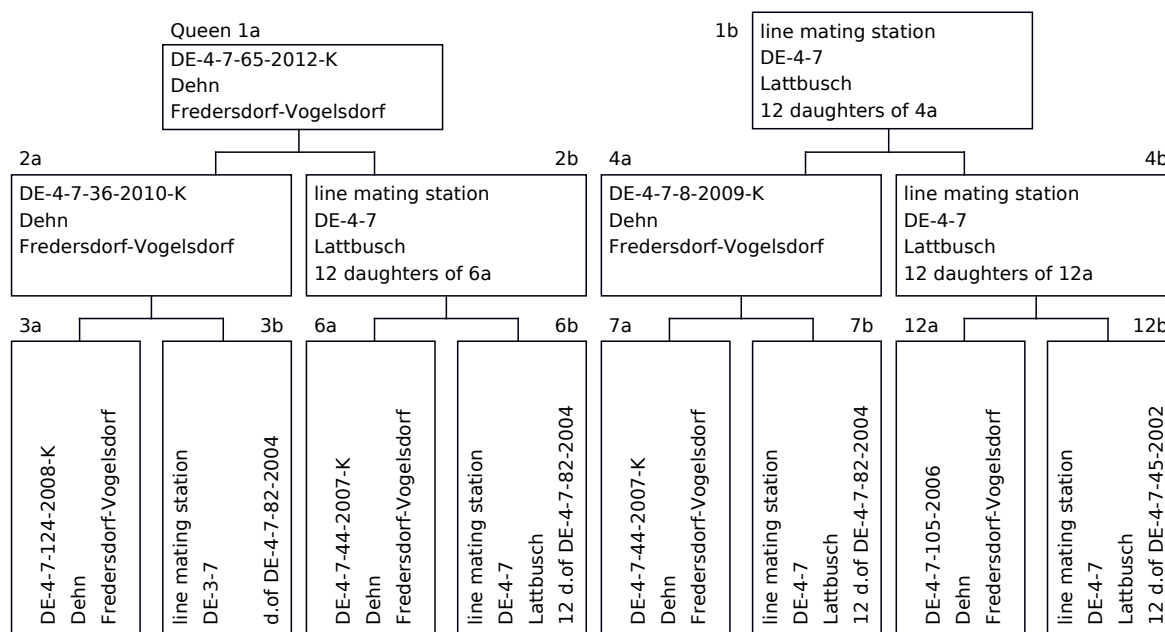 Queen 1a
DE-4-7-65-2012-K
Dehn
Fredersdorf-Vogelsdorf
1b
line mating station
DE-4-7
Lattbusch
12 daughters of 4a
2a
DE-4-7-36-2010-K
Dehn
Fredersdorf-Vogelsdorf
2b
line mating station
DE-4-7
Lattbusch
12 daughters of 6a
4a
DE-4-7-8-2009-K
Dehn
Fredersdorf-Vogelsdorf
4b
line mating station
DE-4-7
Lattbusch
12 daughters of 12a
3a
DE-4-7-124-2008-K
Dehn
Fredersdorf-Vogelsdorf
3b
line mating station
DE-3-7
d.of DE-4-7-82-2004
6a
DE-4-7-44-2007-K
Dehn
Fredersdorf-Vogelsdorf
6b
line mating station
DE-4-7
Lattbusch
12 d.of DE-4-7-82-2004
7a
DE-4-7-44-2007-K
Dehn
Fredersdorf-Vogelsdorf
7b
line mating station
DE-4-7
Lattbusch
12 d.of DE-4-7-82-2004
12a
DE-4-7-105-2006
Dehn
Fredersdorf-Vogelsdorf
12b
line mating station
DE-4-7
Lattbusch
12 d.of DE-4-7-45-2002